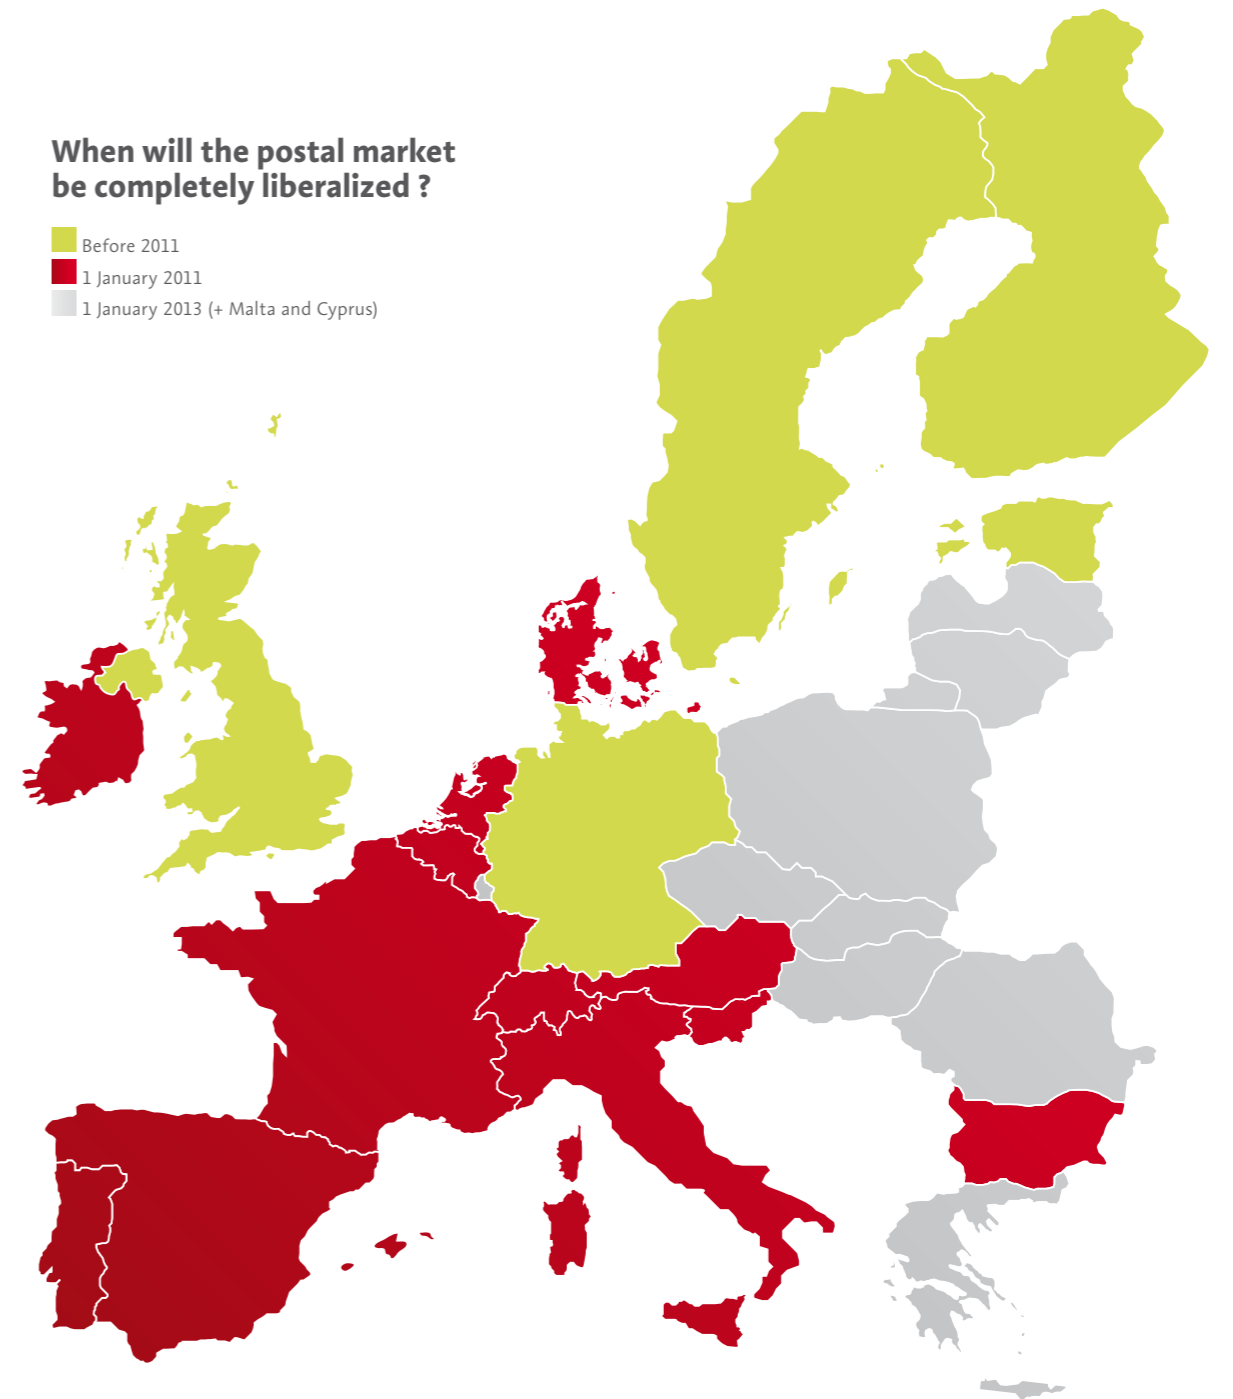 When will the postal market
be completely liberalized ?
Before 2011
1 January 2011
1 January 2013 (+ Malta and Cyprus)